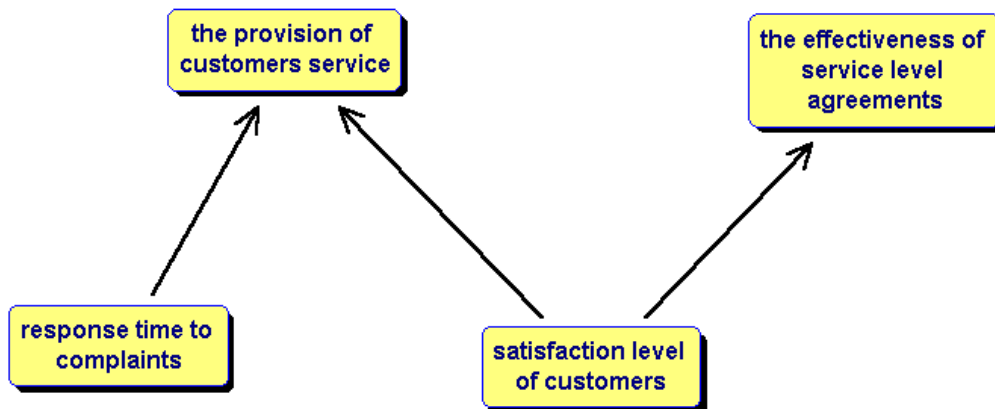 the provision of
customers service
the effectiveness of
service level
agreements
response time to
complaints
satisfaction level
of customers